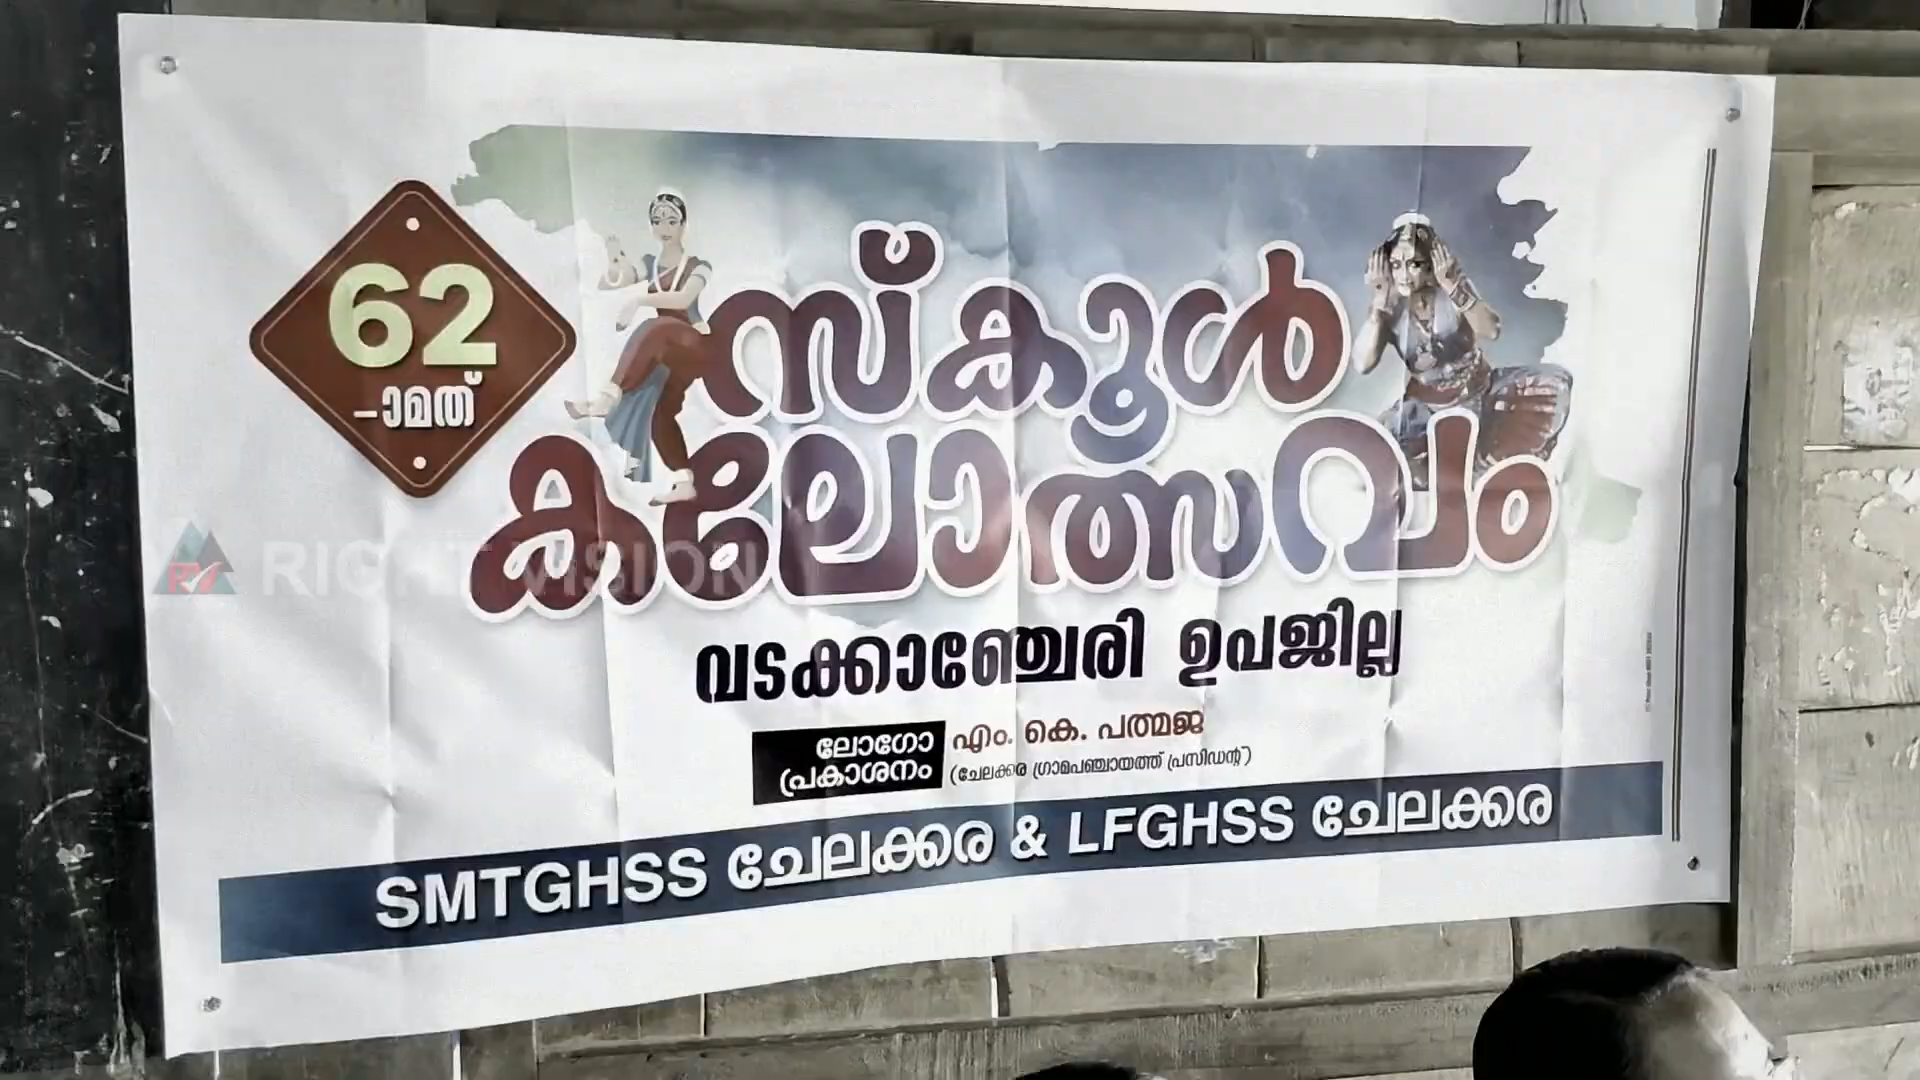 62
-ാമത്
സ്കൂൾ
കലോത്സവം
വടക്കാഞ്ചേരി ഉപജില്ല
ലോഗോ
പ്രകാശനം
എം. കെ. പത്മജ
(ചേലക്കര ഗ്രാമപഞ്ചായത്ത് പ്രസിഡന്റ്)
SMTGHSS ചേലക്കര & LFGHSS ചേലക്കര
RV RIGHT VISION